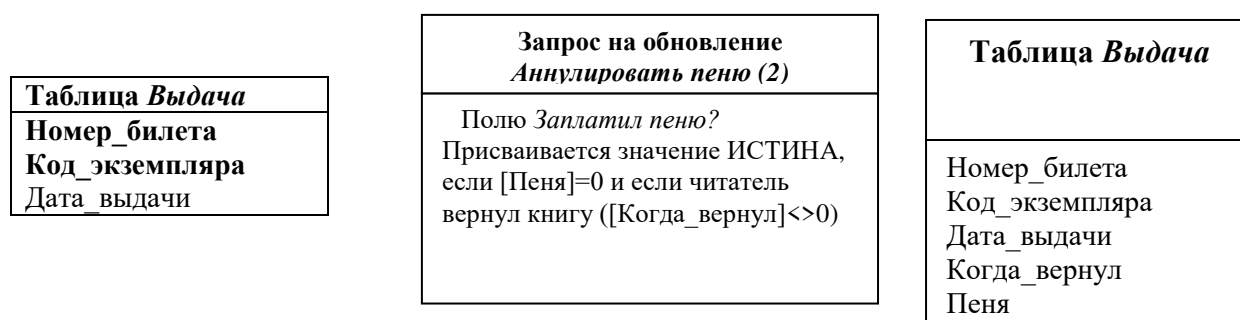 Таблица Выдача
Номер_билета
Код_экземпляра
Дата_выдачи
Запрос на обновление
Аннулировать пеню (2)
Полю Заплатил пеню?
Присваивается значение ИСТИНА,
если [Пеня]=0 и если читатель
вернул книгу ([Когда_вернул]<>0)
Таблица Выдача
Номер_билета
Код_экземпляра
Дата_выдачи
Когда_вернул
Пеня